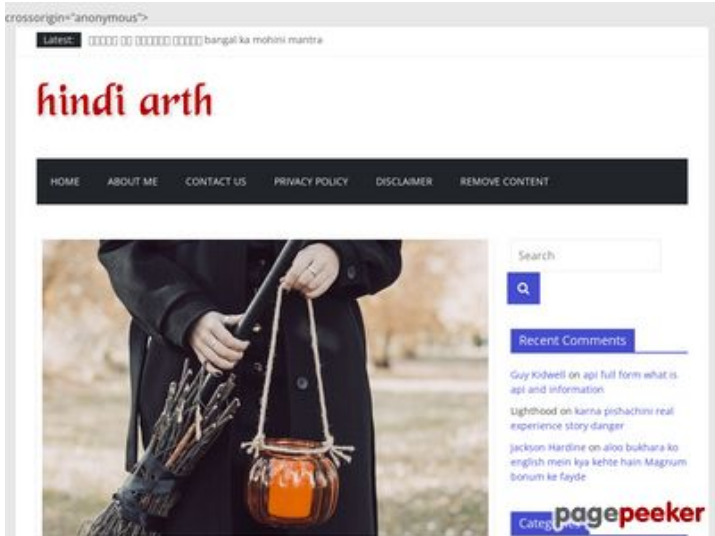 crossorigin="anonymous">
Latest: bangal ka mohini mantra
hindi arth
HOME ABOUT ME CONTACT US PRIVACY POLICY DISCLAIMER REMOVE CONTENT
Search
Recent Comments
Guy Kidwell on api full form what is
api and information
Lighthood on karna pishachini real
experience story danger
Jackson Hardine on aloo bukhara ko
english mein kya kehte hain Magnum
bonum ke fayde
pagepeeker